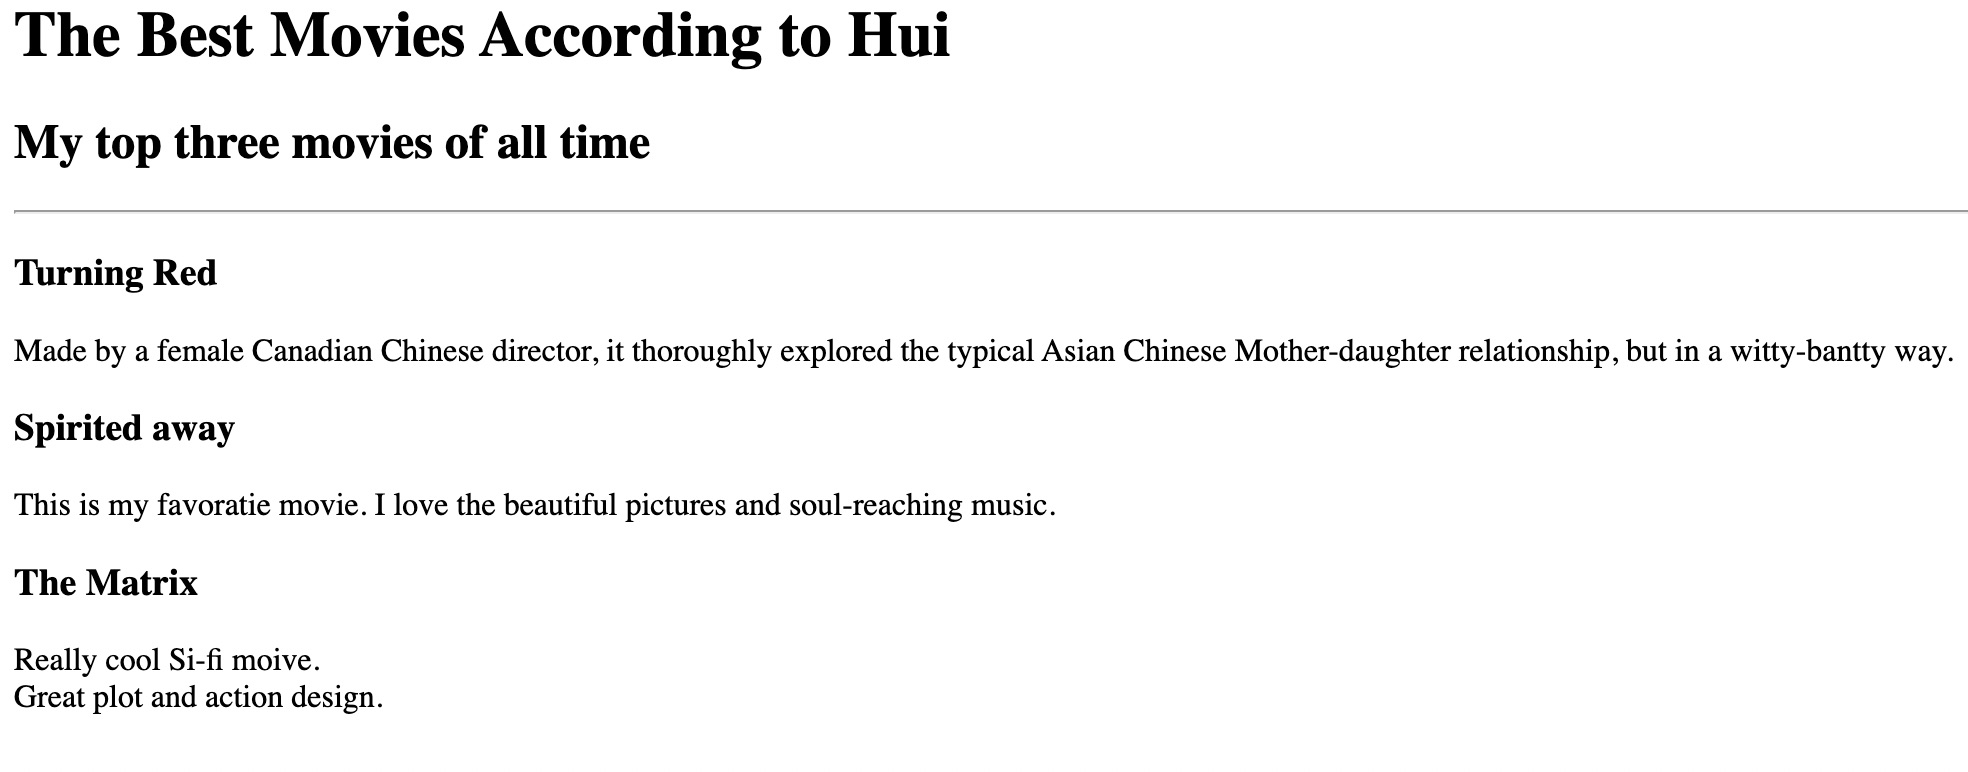 The Best Movies According to Hui
My top three movies of all time
Turning Red
Made by a female Canadian Chinese director, it thoroughly explored the typical Asian Chinese Mother-daughter relationship, but in a witty-bantty way.
Spirited away
This is my favoratie movie. I love the beautiful pictures and soul-reaching music.
The Matrix
Really cool Si-fi moive.
Great plot and action design.